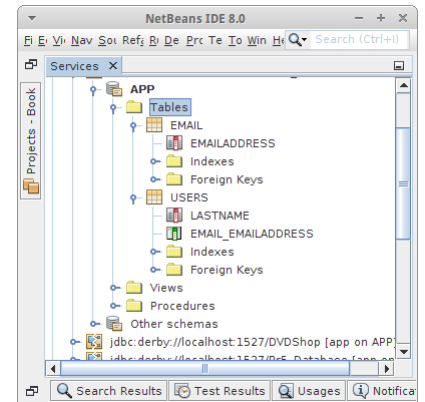 NetBeans IDE 8.0
Fi E Vi Nav Sou Refa Ru De Pro Te To Win He Search (Ctrl+I)
Services
Projects - Book
APP
Tables
EMAIL
EMAILADDRESS
Indexes
Foreign Keys
USERS
LASTNAME
EMAIL_EMAILADDRESS
Indexes
Foreign Keys
Views
Procedures
Other schemas
jdbc:derby://localhost:1527/DVDShop [app on APP]
Search Results Test Results Usages Notifica